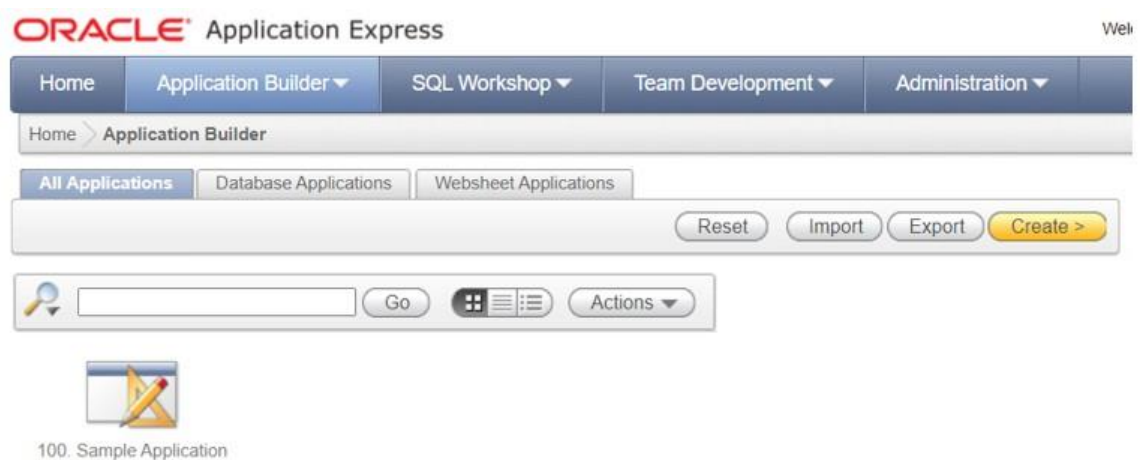 ORACLE Application Express
Home Application Builder SQL Workshop Team Development Administration
Home Application Builder
All Applications Database Applications Websheet Applications
Reset Import Export Create >
Go Actions
100. Sample Application